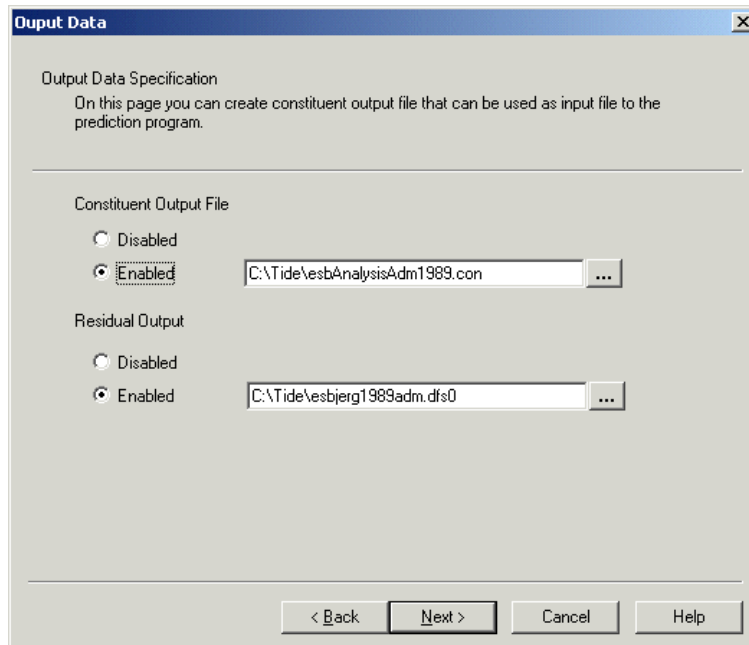 Ouput Data
Output Data Specification
On this page you can create constituent output file that can be used as input file to the
prediction program.
Constituent Output File
Disabled
Enabled C:\Tide\esbAnalysisAdm1989.con ...
Residual Output
Disabled
Enabled C:\Tide\esbjerg1989adm.dfs0 ...
< Back Next > Cancel Help